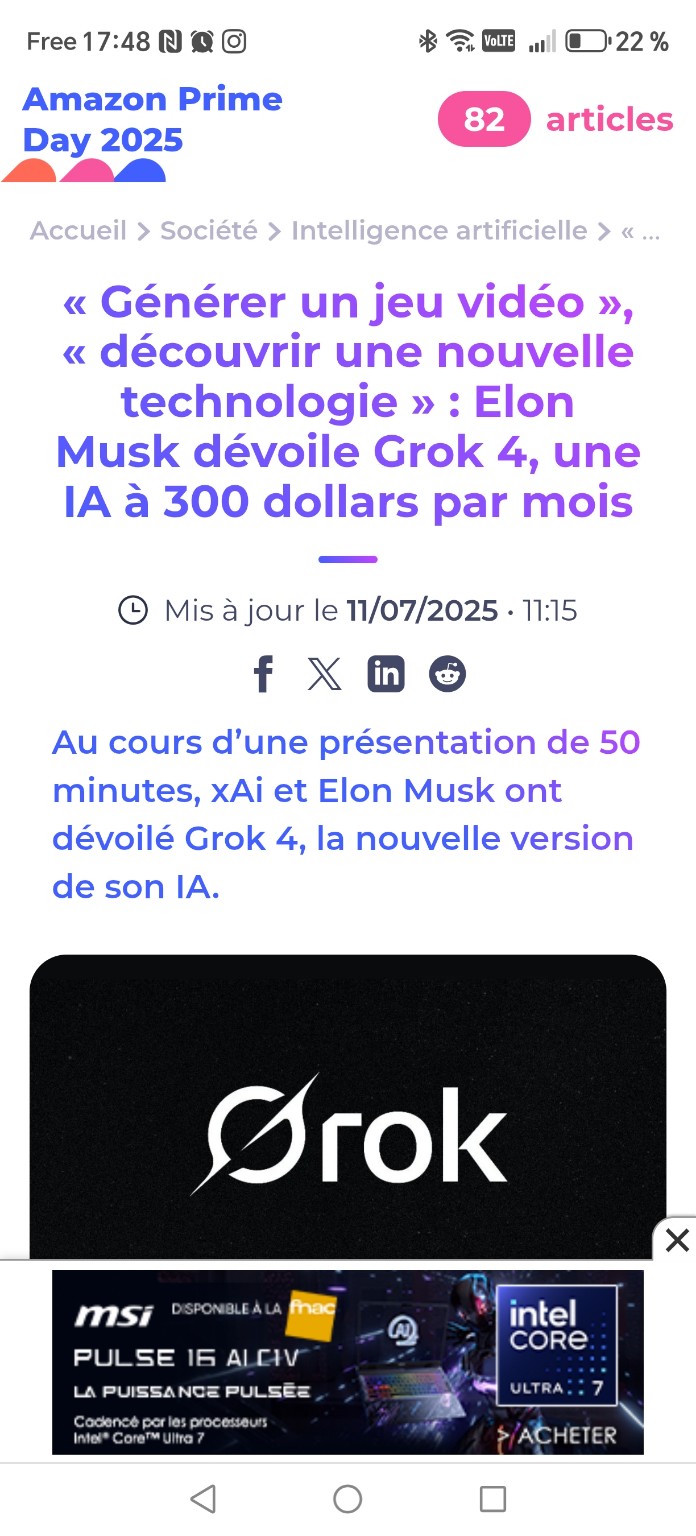 Free 17:48
VoLTE
22 %
Amazon Prime
Day 2025
82 articles
Accueil > Société > Intelligence artificielle > « ...
« Générer un jeu vidéo »,
« découvrir une nouvelle
technologie » : Elon
Musk dévoile Grok 4, une
IA à 300 dollars par mois
Mis à jour le 11/07/2025 · 11:15
Au cours d’une présentation de 50
minutes, xAi et Elon Musk ont
dévoilé Grok 4, la nouvelle version
de son IA.
Grok
msi DISPONIBLE À LA fnac
PULSE 16 AI C1V
LA PUISSANCE PULSÉE
Cadencé par les processeurs
Intel® Core™ Ultra 7
AI
intel
CORE
ULTRA 7
> ACHETER